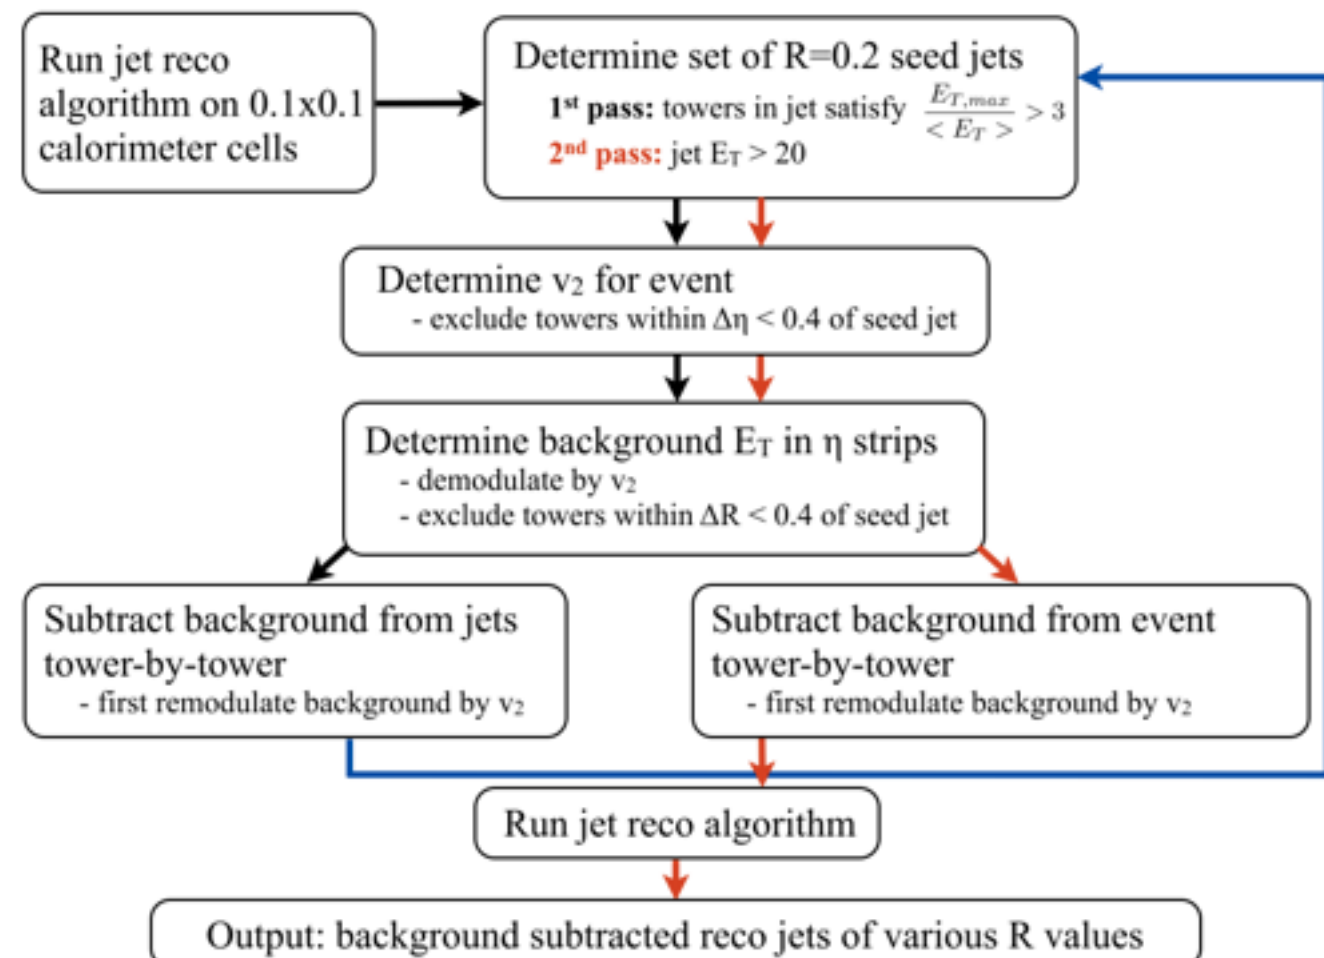 Run jet reco
algorithm on 0.1x0.1
calorimeter cells
Determine set of R=0.2 seed jets
1st pass: towers in jet satisfy E_{T,max} / < E_T > > 3
2nd pass: jet E_T > 20
Determine v₂ for event
- exclude towers within Δη < 0.4 of seed jet
Determine background E_T in η strips
- demodulate by v₂
- exclude towers within ΔR < 0.4 of seed jet
Subtract background from jets
tower-by-tower
- first remodulate background by v₂
Subtract background from event
tower-by-tower
- first remodulate background by v₂
Run jet reco algorithm
Output: background subtracted reco jets of various R values